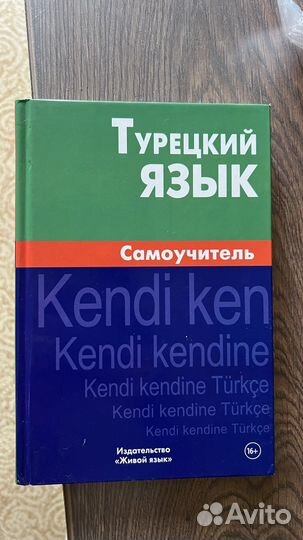 Турецкий
язык
Самоучитель
Kendi ken
Kendi kendine
Kendi kendine Türkçe
Kendi kendine Türkçe
Kendi kendine Türkçe
Издательство
«Живой язык»
16+
Avito